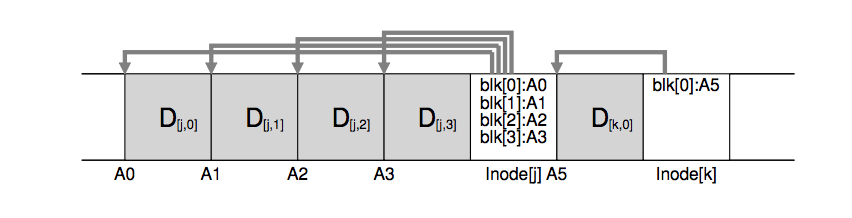 blk[0]:A0
blk[1]:A1
blk[2]:A2
blk[3]:A3
blk[0]:A5
D[j,0]
D[j,1]
D[j,2]
D[j,3]
D[k,0]
A0
A1
A2
A3
Inode[j]
A5
Inode[k]